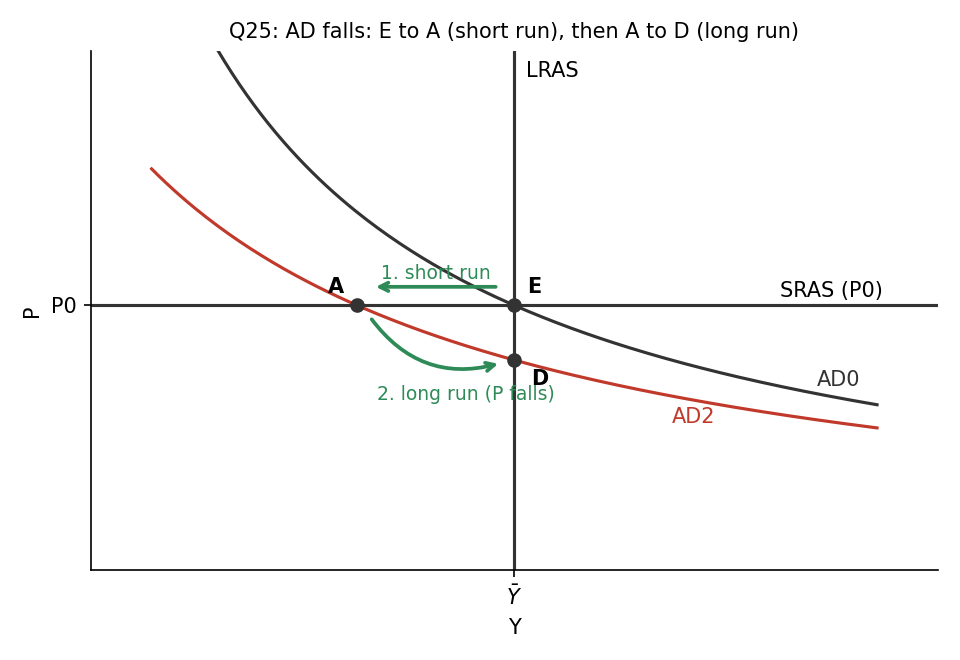 Q25: AD falls: E to A (short run), then A to D (long run)
LRAS
1. short run
A
E
SRAS (P0)
P0
P
D
AD0
2. long run (P falls)
AD2
Ȳ
Y